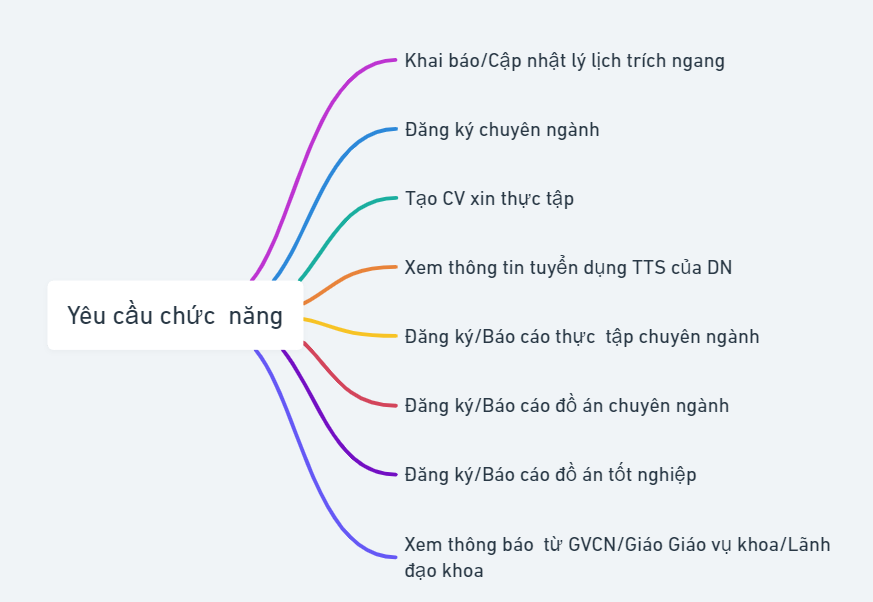 Khai báo/Cập nhật lý lịch trích ngang
Đăng ký chuyên ngành
Tạo CV xin thực tập
Xem thông tin tuyển dụng TTS của DN
Yêu cầu chức  năng
Đăng ký/Báo cáo thực  tập chuyên ngành
Đăng ký/Báo cáo đồ án chuyên ngành
Đăng ký/Báo cáo đồ án tốt nghiệp
Xem thông báo  từ GVCN/Giáo Giáo vụ khoa/Lãnh
đạo khoa